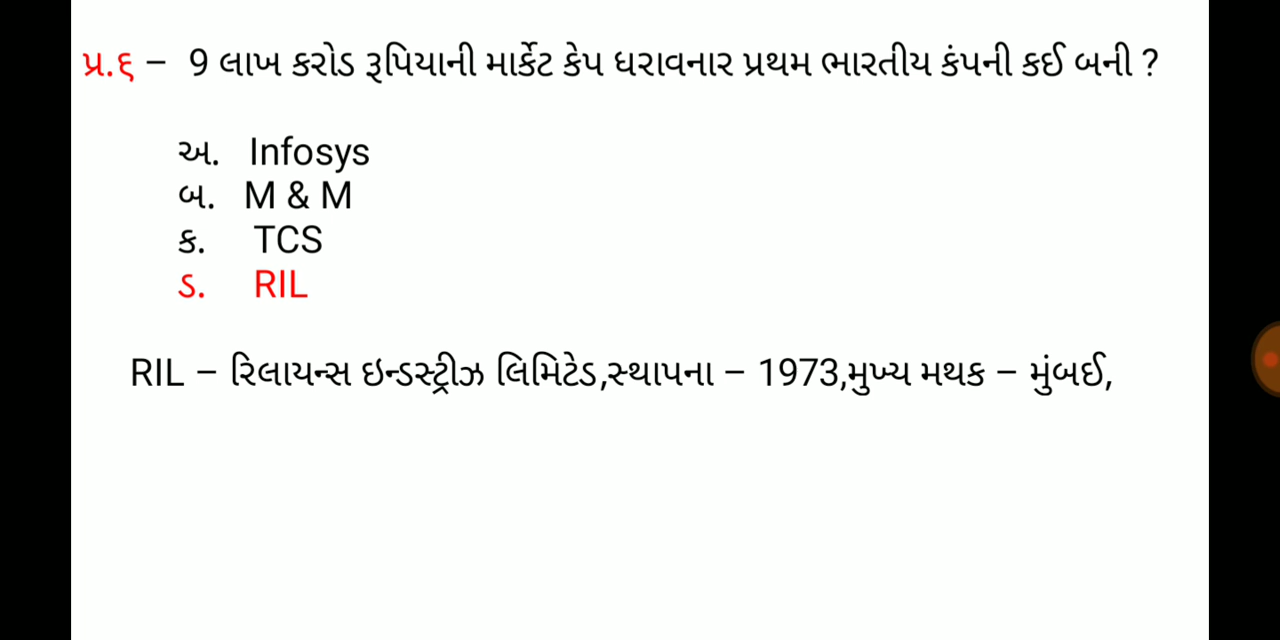 પ્ર.૬ – 9 લાખ કરોડ રૂપિયાની માર્કેટ કેપ ધરાવનાર પ્રથમ ભારતીય કંપની કઈ બની ?
અ. Infosys
બ. M & M
ક. TCS
ડ. RIL
RIL – રિલાયન્સ ઇન્ડસ્ટ્રીઝ લિમિટેડ,સ્થાપના – 1973,મુખ્ય મથક – મુંબઈ,